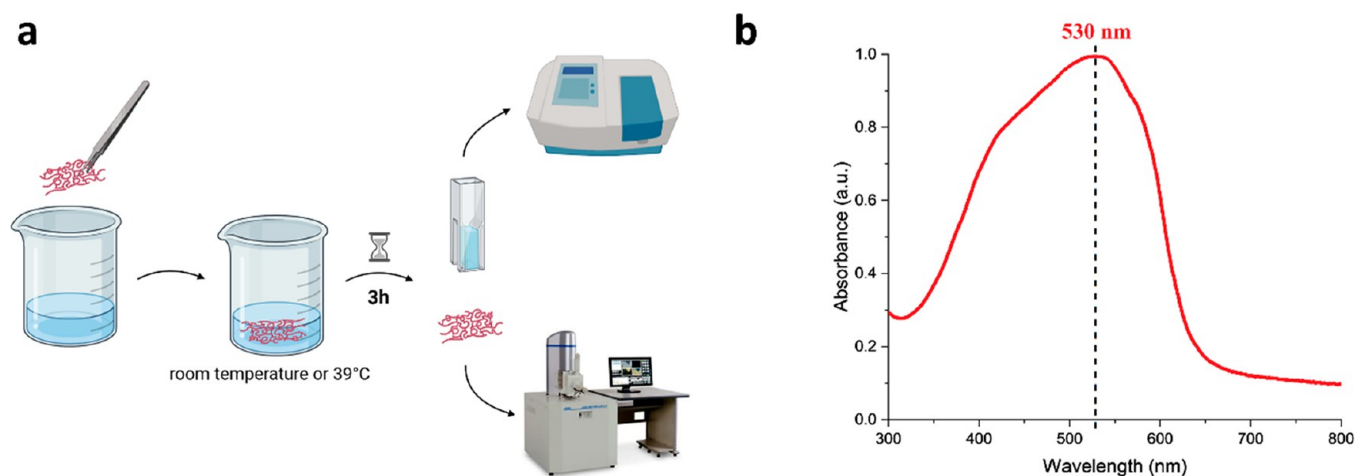 a
room temperature or 39°C
3h
b
530 nm
1.0
0.8
0.6
0.4
0.2
0.0
Absorbance (a.u.)
300 400 500 600 700 800
Wavelength (nm)